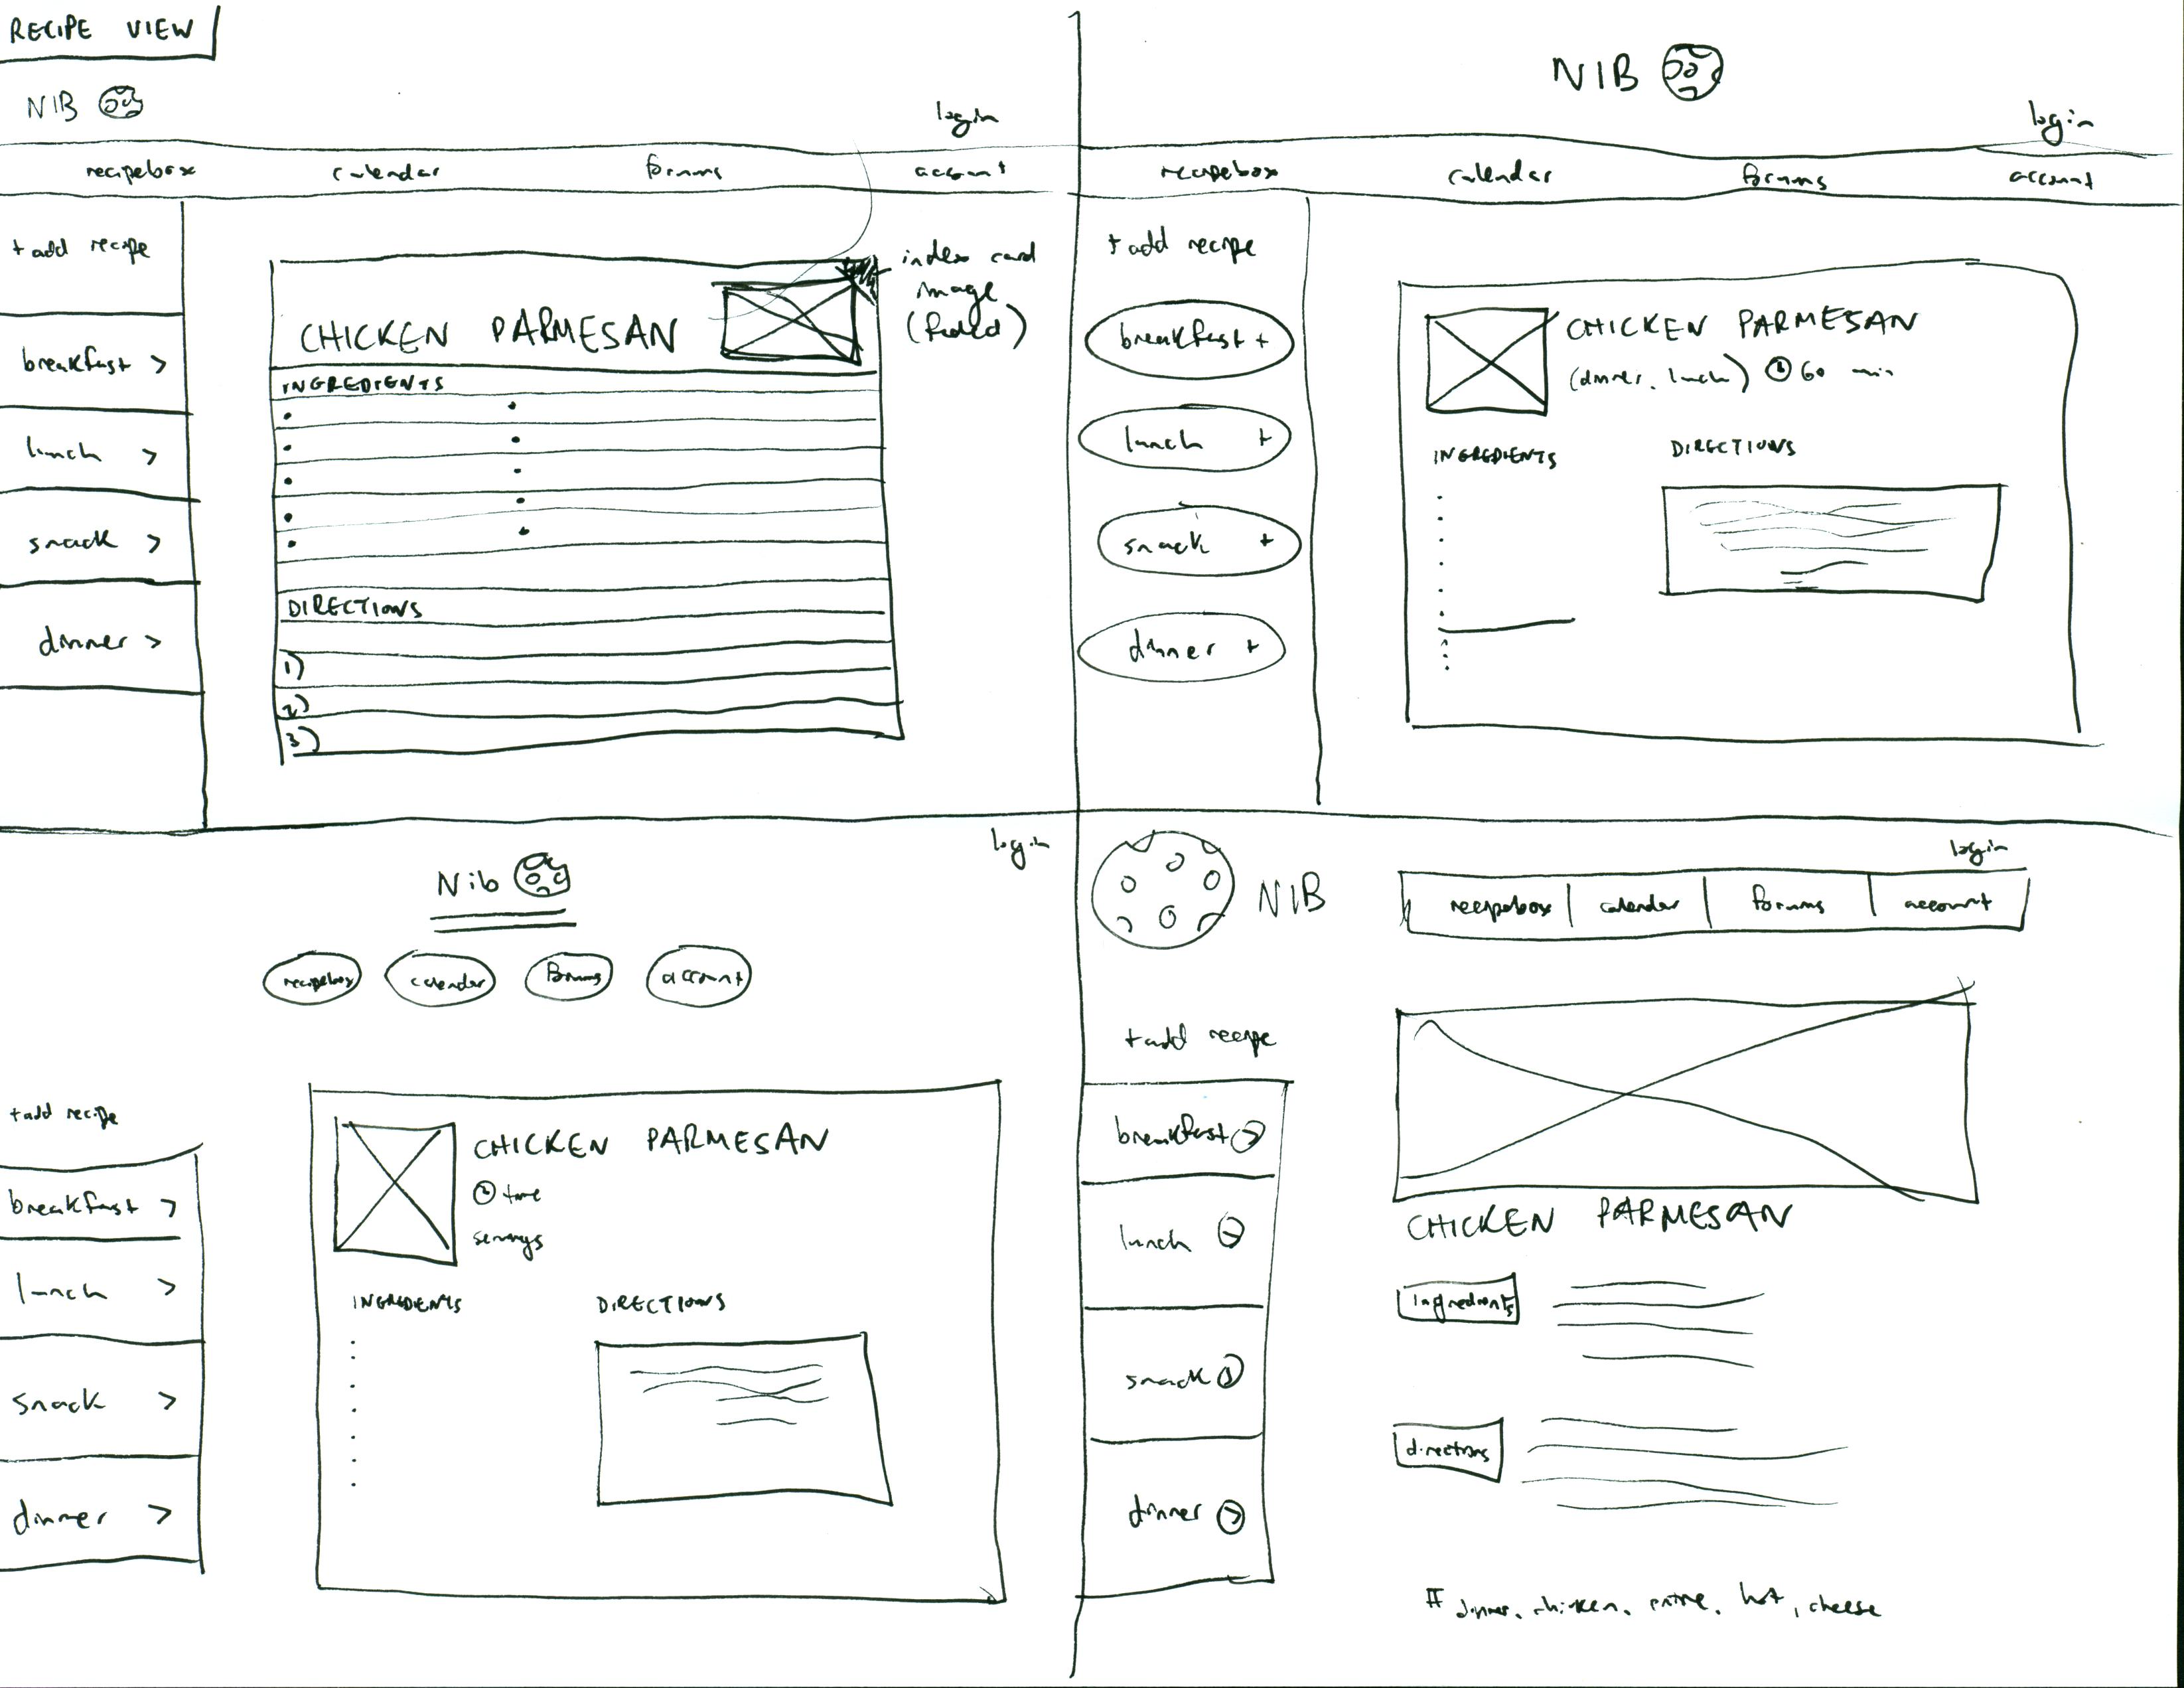 RECIPE VIEW
NIB
login
recipebox calendar forums account
+ add recipe
breakfast >
lunch >
snack >
dinner >
index card
image
(faded)
CHICKEN PARMESAN
INGREDIENTS
DIRECTIONS
1)
2)
3)
NIB
login
recipebox calendar forums account
+ add recipe
breakfast +
lunch +
snack +
dinner +
CHICKEN PARMESAN
(dinner, lunch) 60 min
INGREDIENTS DIRECTIONS
login
Nib
recipebox calendar forums account
+add recipe
breakfast >
lunch >
snack >
dinner >
CHICKEN PARMESAN
time
servings
INGREDIENTS DIRECTIONS
NIB
login
recipebox calendar forums account
+ add recipe
breakfast >
lunch
snack
dinner >
CHICKEN PARMESAN
Ingredients
directions
# dinner, chicken, entree, hot, cheese